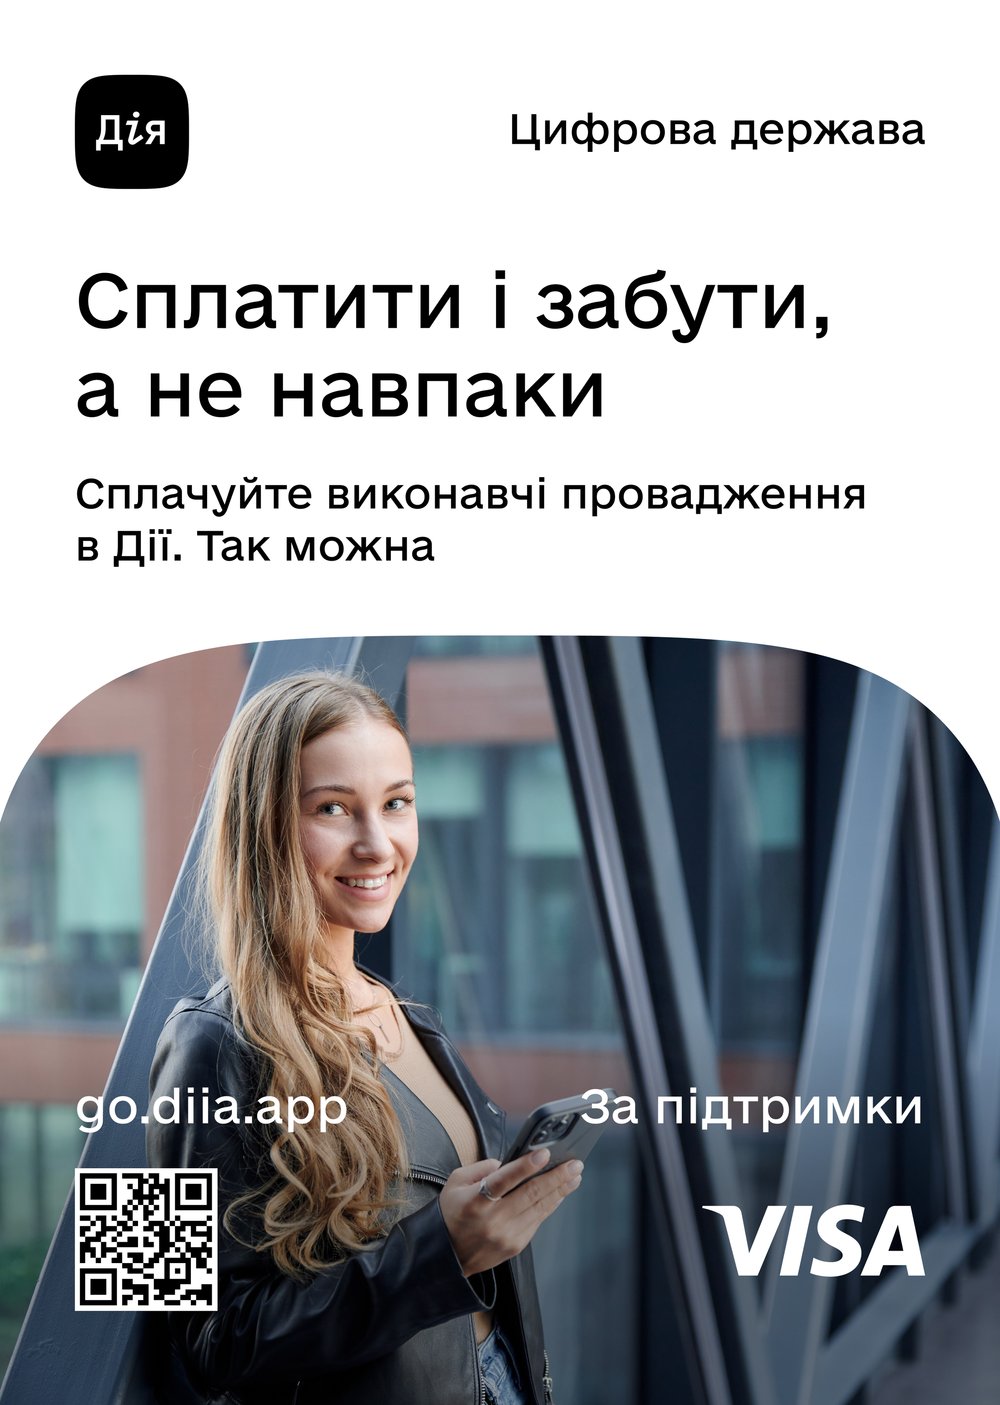 Дія
Цифрова держава
Сплатити і забути,
а не навпаки
Сплачуйте виконавчі провадження
в Дії. Так можна
go.diia.app
За підтримки
VISA